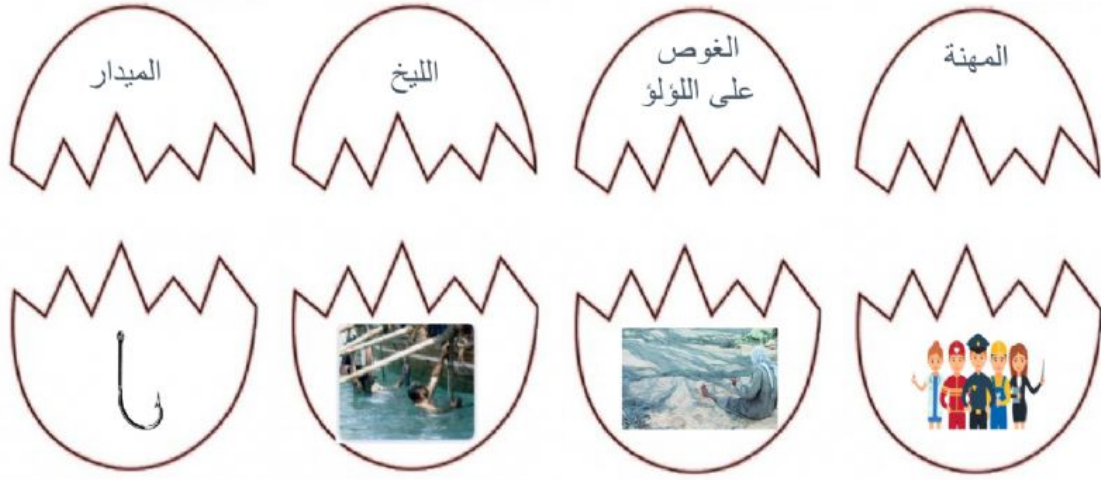 المهنة
الغوص
على اللؤلؤ
الليخ
الميدار